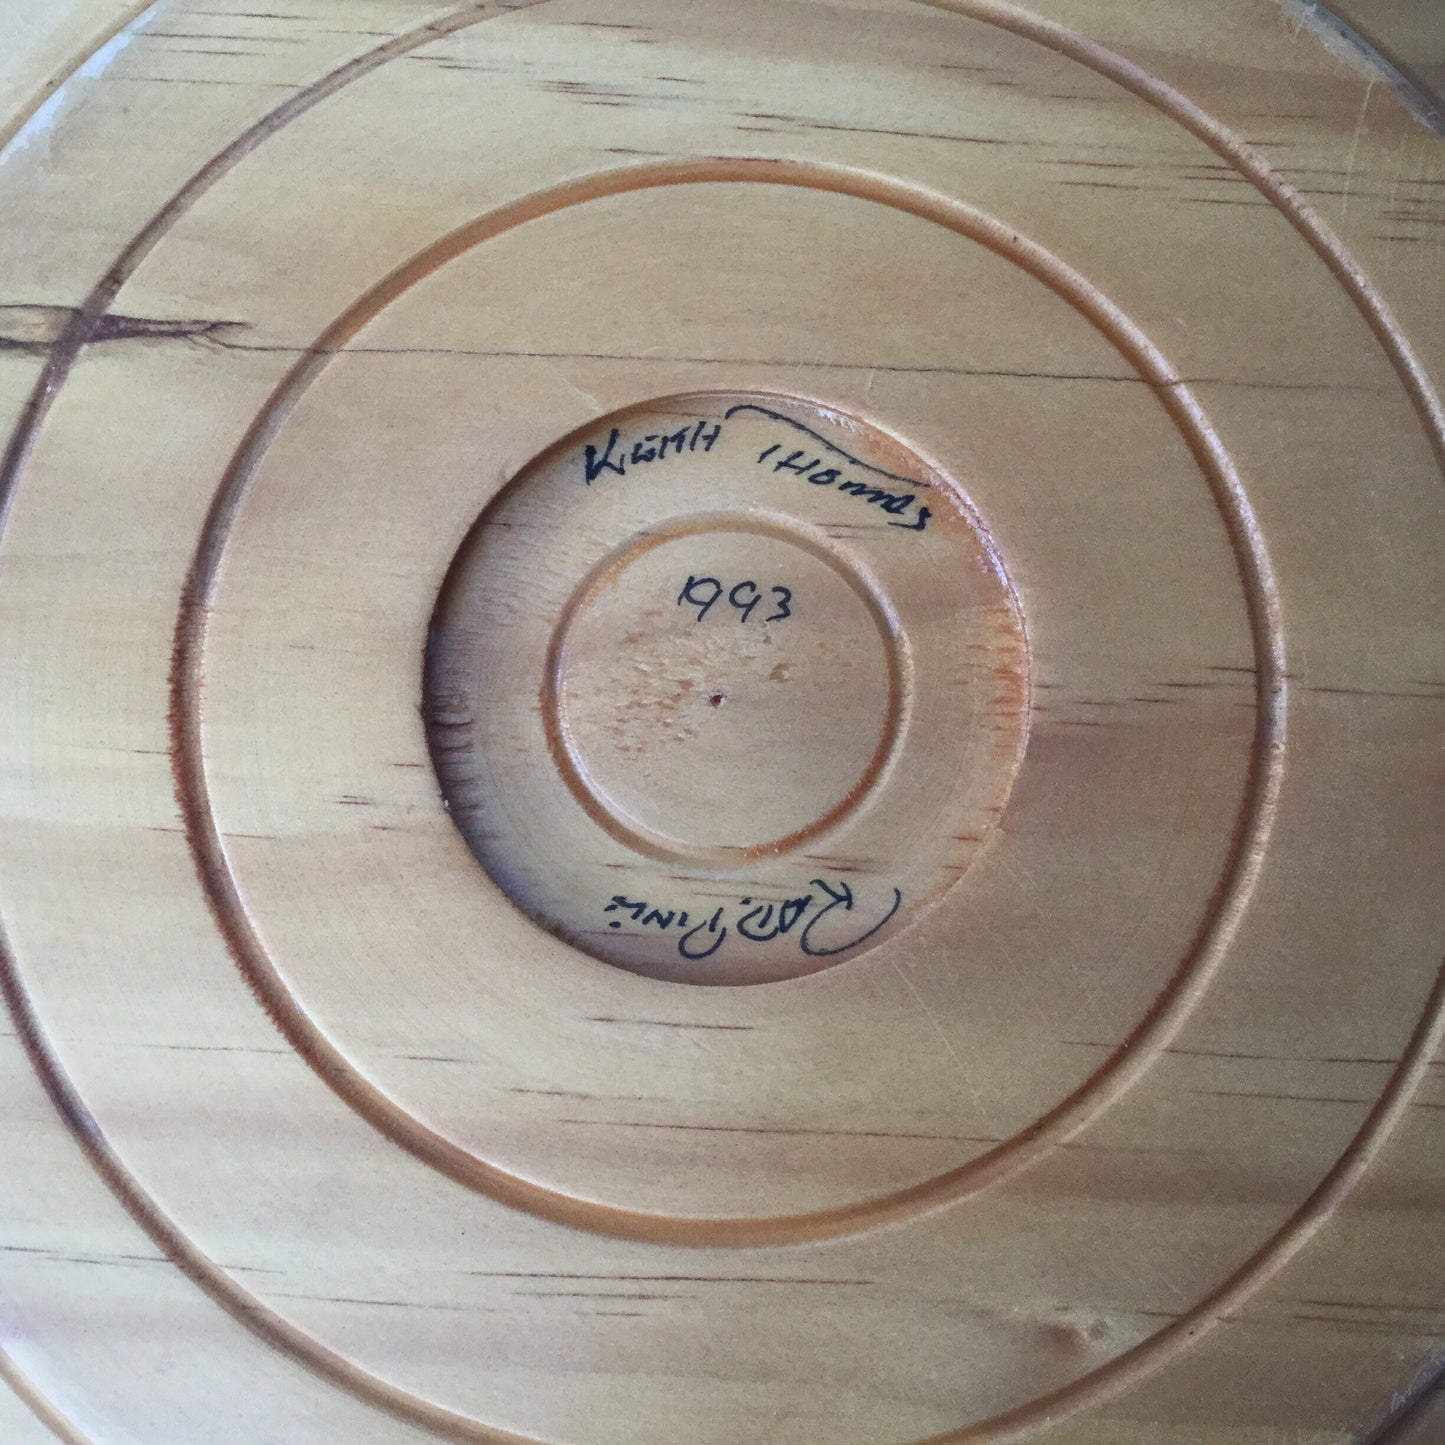 KEITH THOMAS
1993
RAD. PINE